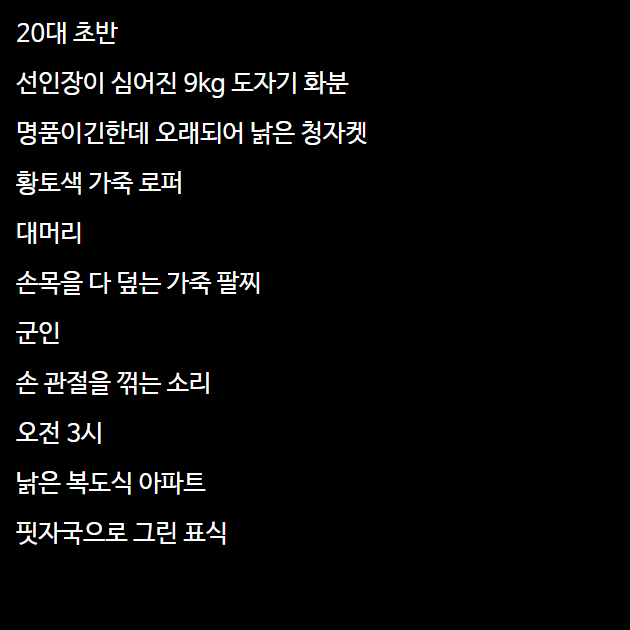 20대 초반
선인장이 심어진 9kg 도자기 화분
명품이긴한데 오래되어 낡은 청자켓
황토색 가죽 로퍼
대머리
손목을 다 덮는 가죽 팔찌
군인
손 관절을 꺾는 소리
오전 3시
낡은 복도식 아파트
핏자국으로 그린 표식